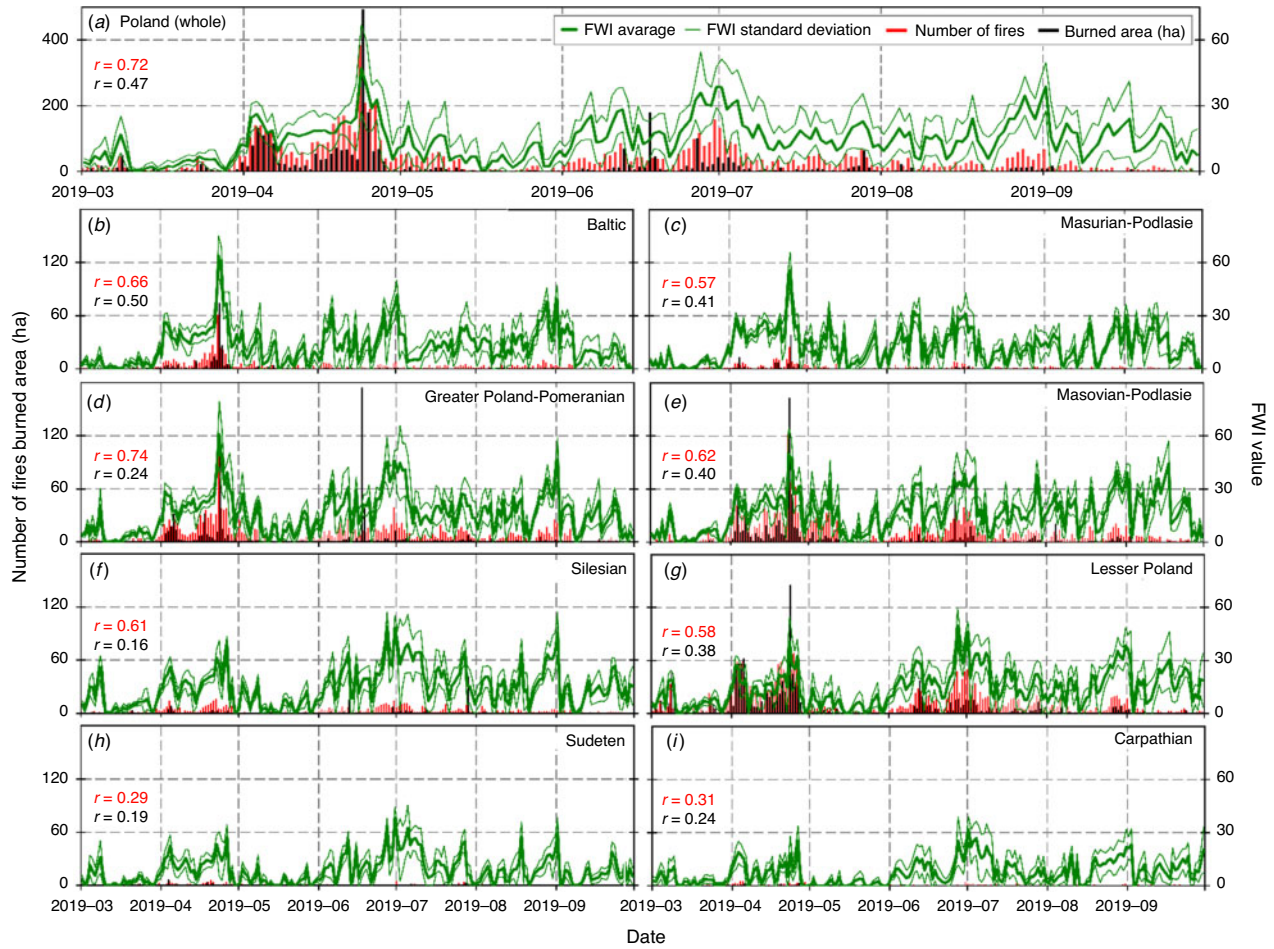 (a) Poland (whole)
FWI avarage FWI standard deviation Number of fires Burned area (ha)
r = 0.72
r = 0.47
400
200
0
60
30
0
2019–03 2019–04 2019–05 2019–06 2019–07 2019–08 2019–09
(b) Baltic
r = 0.66
r = 0.50
120
60
0
(c) Masurian-Podlasie
r = 0.57
r = 0.41
60
30
0
(d) Greater Poland-Pomeranian
r = 0.74
r = 0.24
120
60
0
(e) Masovian-Podlasie
r = 0.62
r = 0.40
60
30
0
(f) Silesian
r = 0.61
r = 0.16
120
60
0
(g) Lesser Poland
r = 0.58
r = 0.38
60
30
0
(h) Sudeten
r = 0.29
r = 0.19
120
60
0
(i) Carpathian
r = 0.31
r = 0.24
60
30
0
2019–03 2019–04 2019–05 2019–06 2019–07 2019–08 2019–09
2019–03 2019–04 2019–05 2019–06 2019–07 2019–08 2019–09
Number of fires burned area (ha)
FWI value
Date